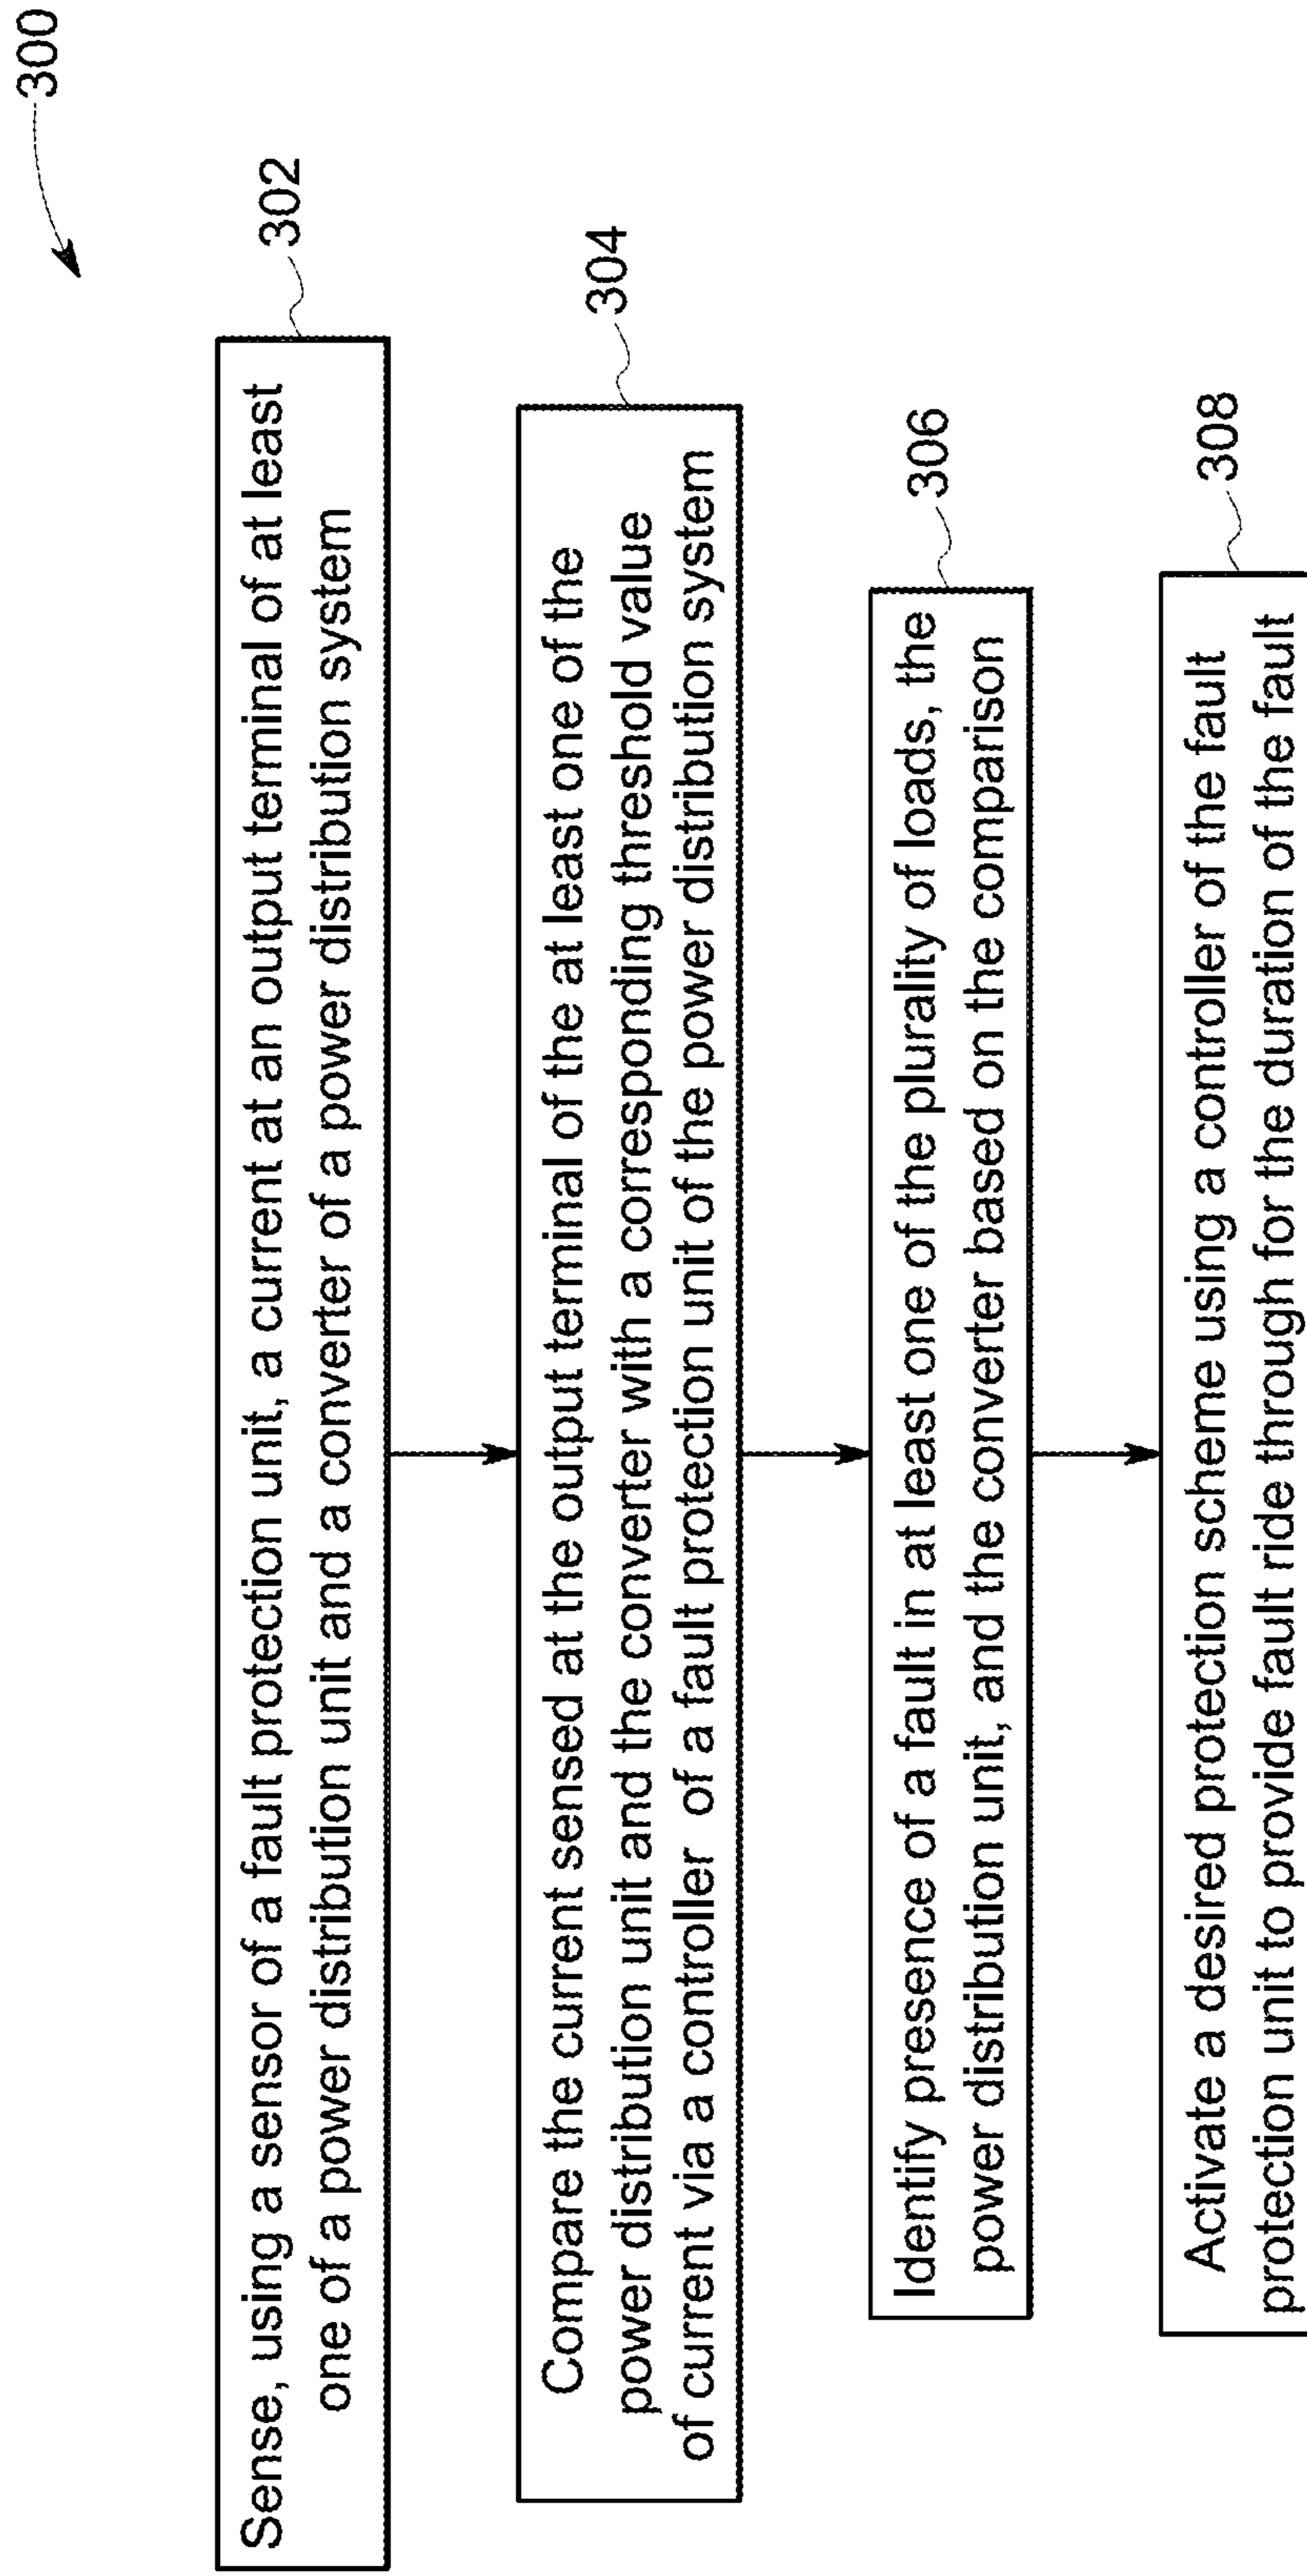 300
Sense, using a sensor of a fault protection unit, a current at an output terminal of at least
one of a power distribution unit and a converter of a power distribution system
302
Compare the current sensed at the output terminal of the at least one of the
power distribution unit and the converter with a corresponding threshold value
of current via a controller of a fault protection unit of the power distribution system
304
Identify presence of a fault in at least one of the plurality of loads, the
power distribution unit, and the converter based on the comparison
306
Activate a desired protection scheme using a controller of the fault
protection unit to provide fault ride through for the duration of the fault
308